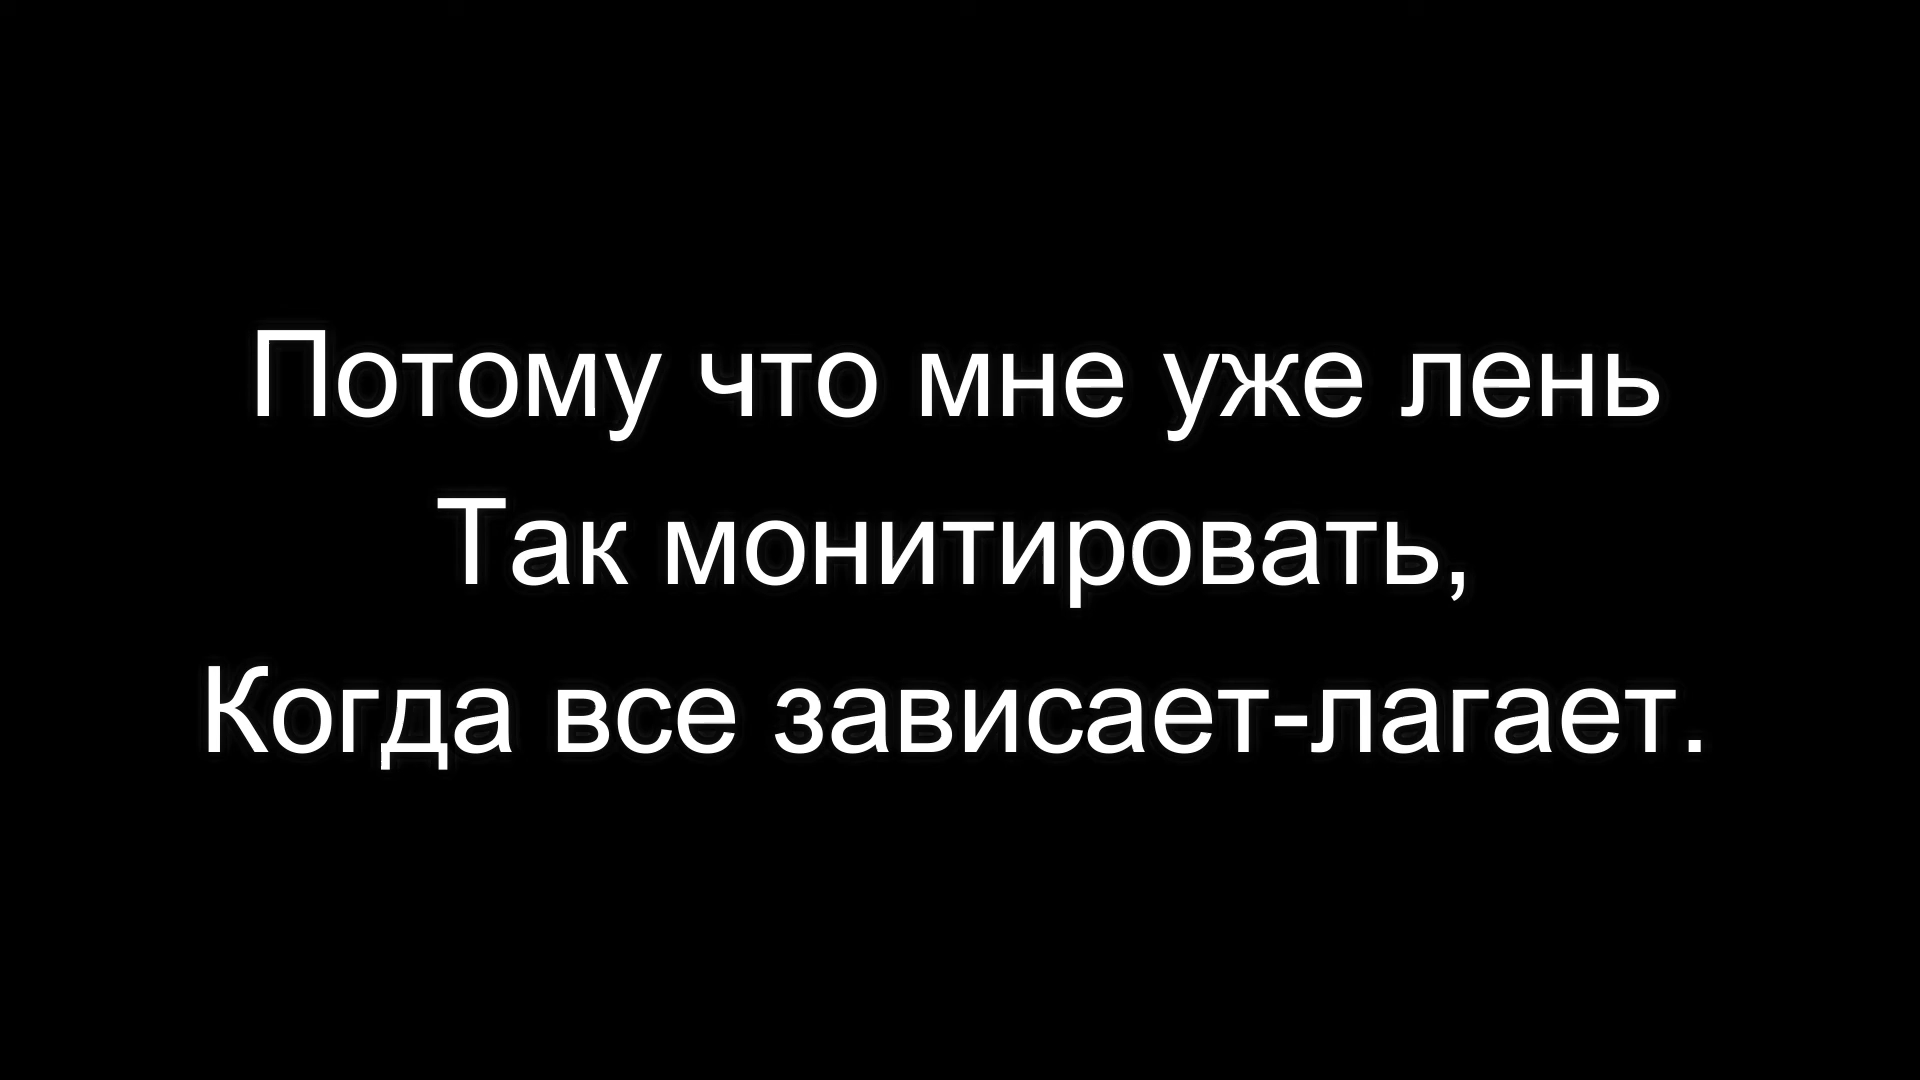 Потому что мне уже лень
Так монитировать,
Когда все зависает-лагает.